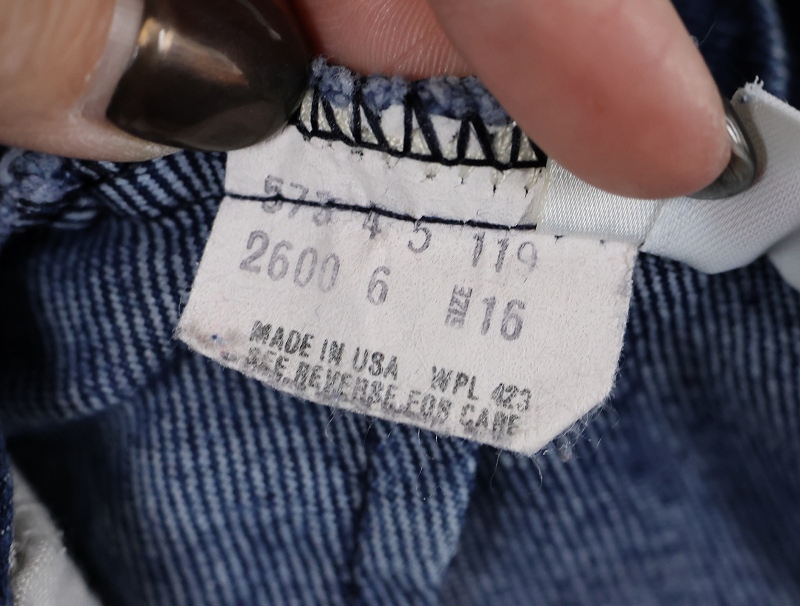 573 4 5 119
2600 6 SIZE 16
MADE IN USA WPL 423
SEE REVERSE FOR CARE